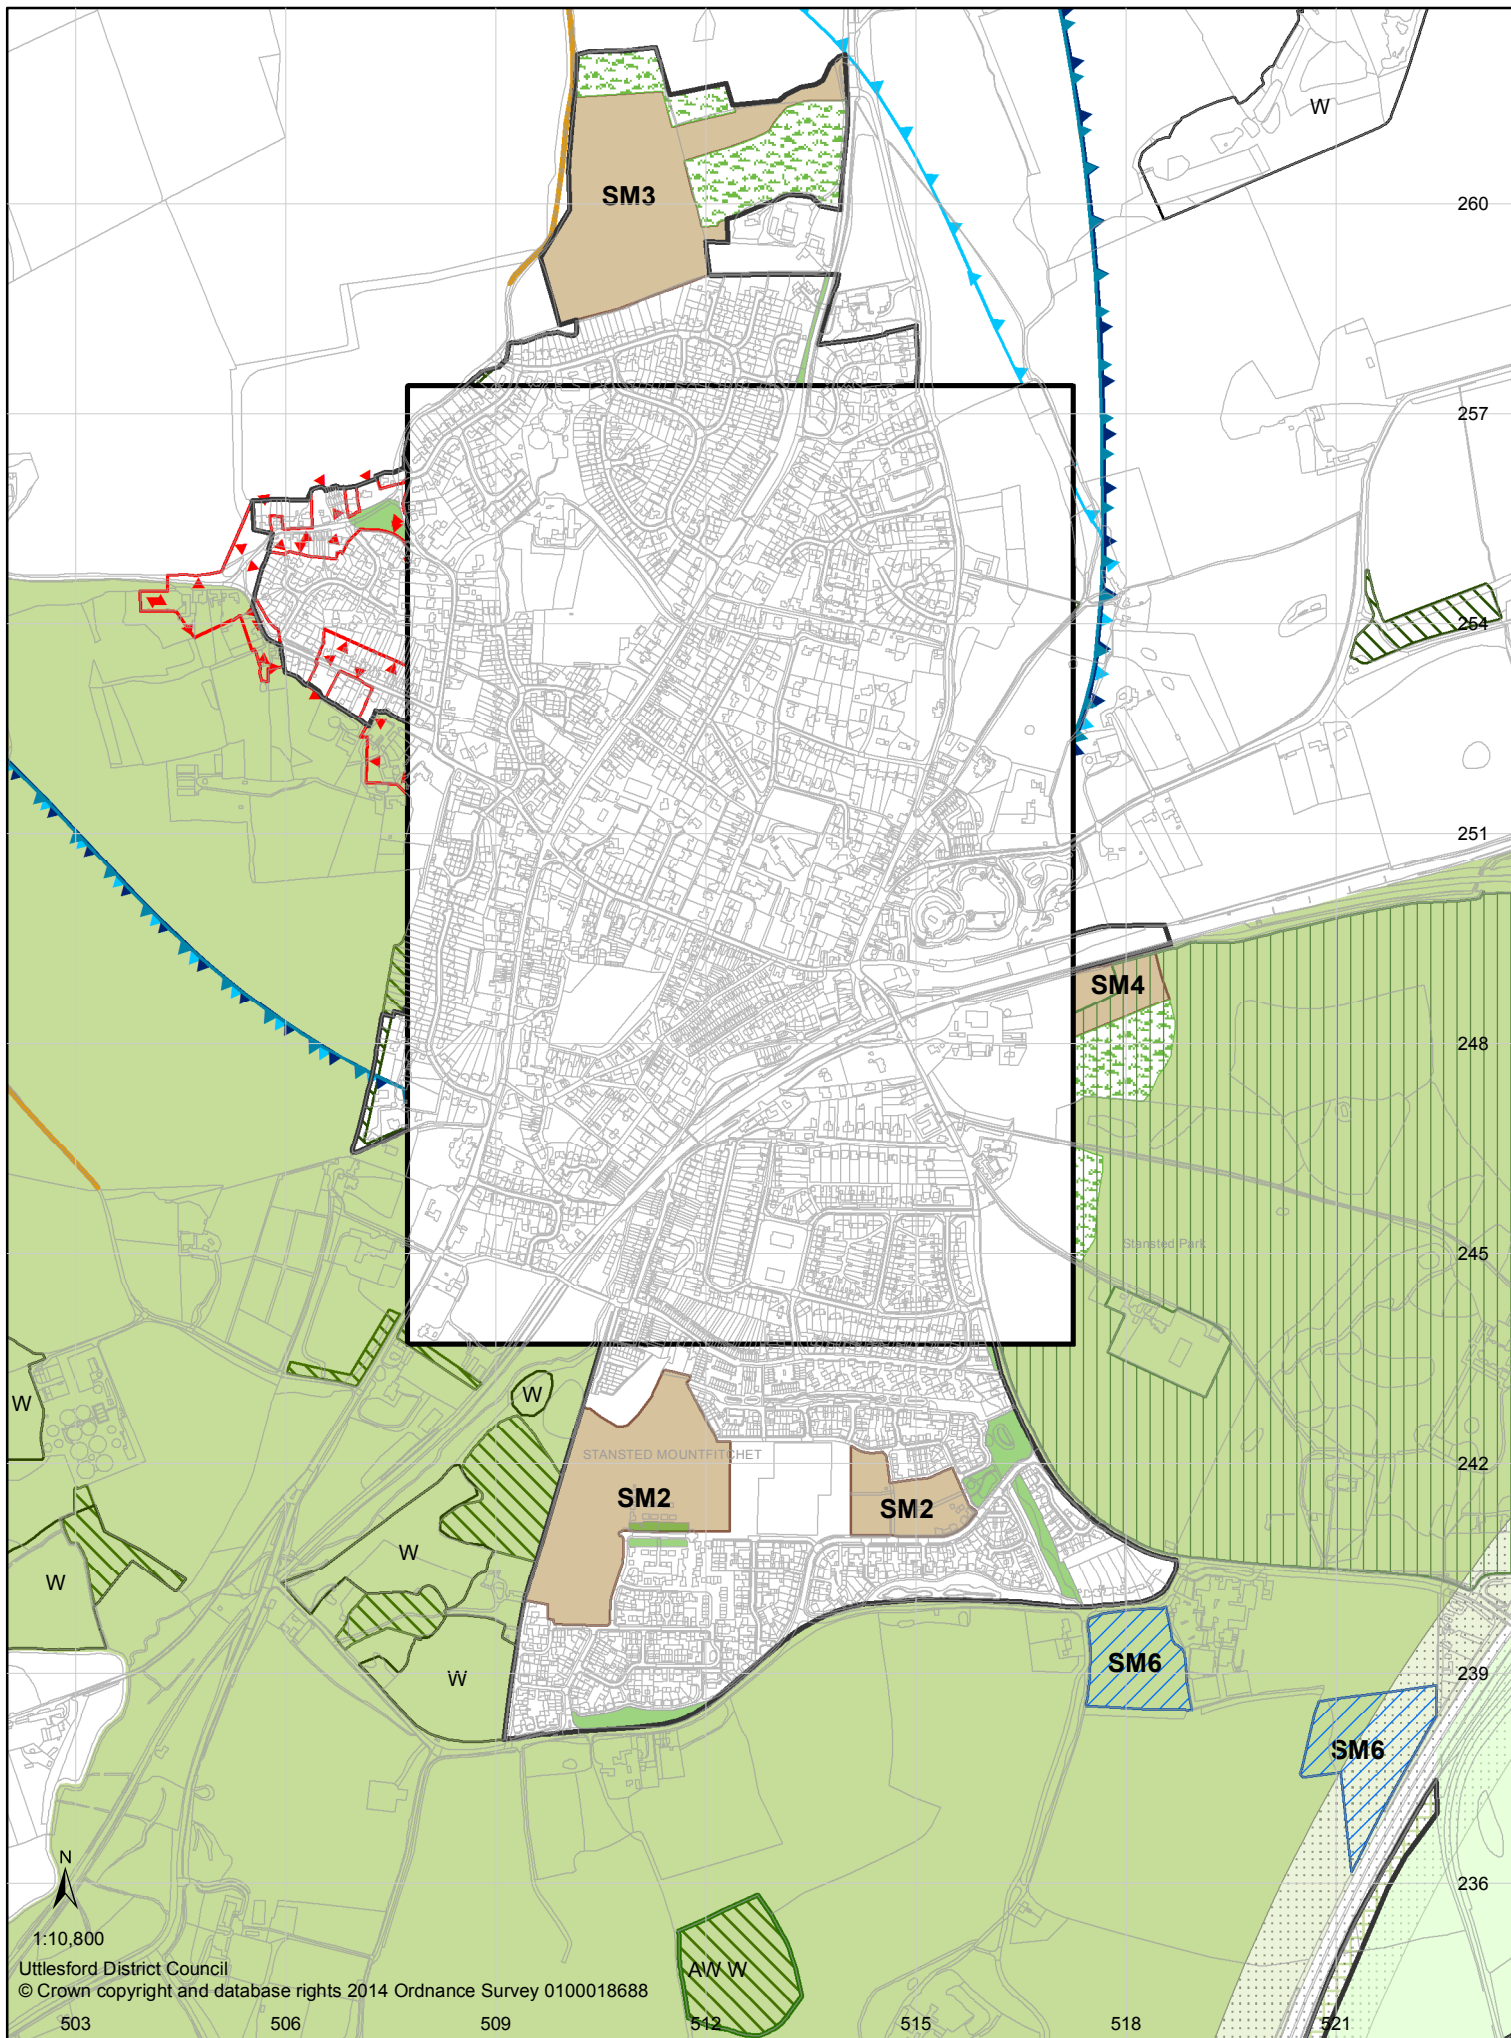 W
SM3
260
257
254
251
SM4
248
Stansted Park
245
W
W
STANSTED MOUNTFITCHET
242
SM2
SM2
W
W
SM6
239
W
SM6
N
236
1:10,800
Uttlesford District Council
AW W
© Crown copyright and database rights 2014 Ordnance Survey 0100018688
503 506 509 512 515 518 521